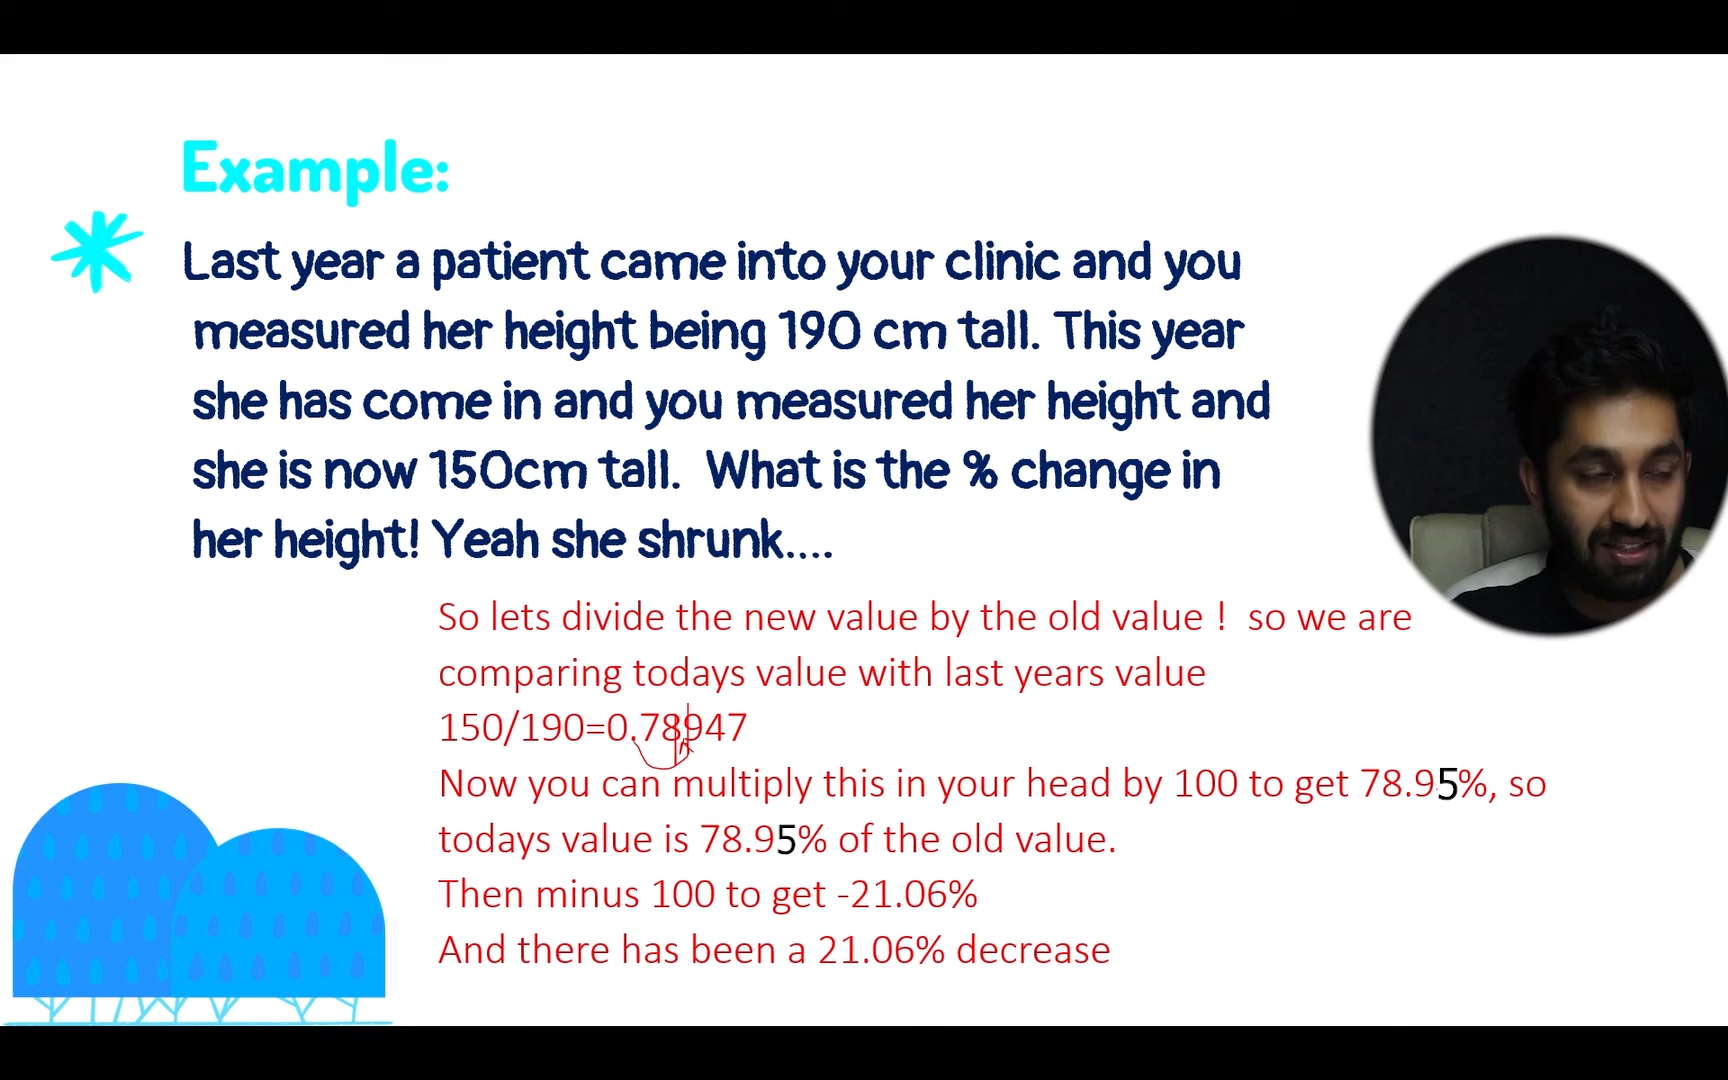 Example:
Last year a patient came into your clinic and you
measured her height being 190 cm tall. This year
she has come in and you measured her height and
she is now 150cm tall. What is the % change in
her height! Yeah she shrunk....
So lets divide the new value by the old value ! so we are
comparing todays value with last years value
150/190=0.78947
Now you can multiply this in your head by 100 to get 78.95%, so
todays value is 78.95% of the old value.
Then minus 100 to get -21.06%
And there has been a 21.06% decrease